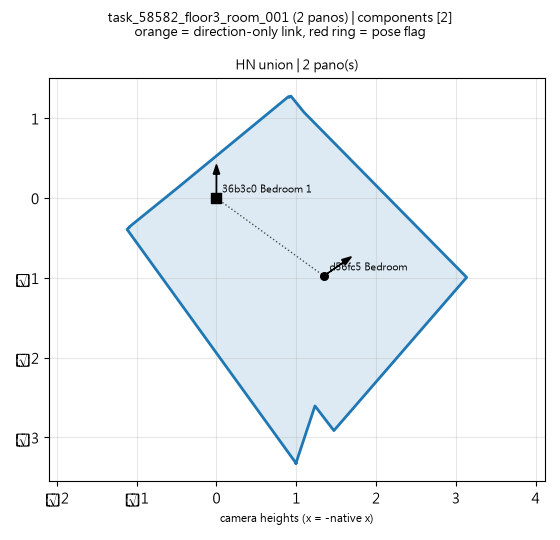 task_58582_floor3_room_001 (2 panos) | components [2]
orange = direction-only link, red ring = pose flag
HN union | 2 pano(s)
36b3c0 Bedroom 1
d56fc5 Bedroom
1
0
1
2
3
2
1
0
1
2
3
4
camera heights (x = -native x)